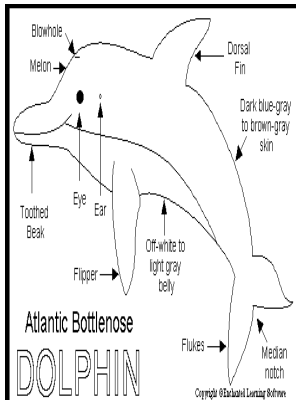 Blowhole
Melon
Dorsal
Fin
Dark blue-gray
to brown-gray
skin
Eye
Ear
Toothed
Beak
Off-white to
light gray
belly
Flipper
Atlantic Bottlenose
DOLPHIN
Flukes
Median
notch
Copyright ©Enchanted Learning Software